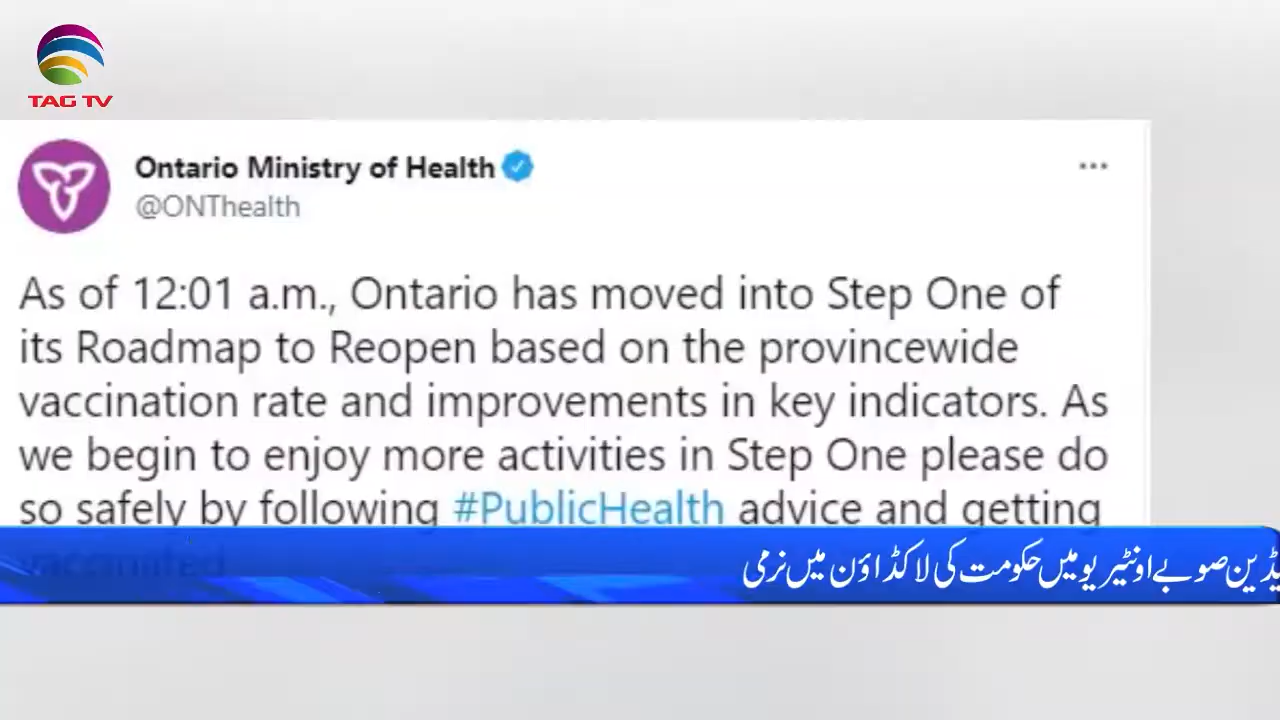 TAG TV
Ontario Ministry of Health
@ONThealth
As of 12:01 a.m., Ontario has moved into Step One of
its Roadmap to Reopen based on the provincewide
vaccination rate and improvements in key indicators. As
we begin to enjoy more activities in Step One please do
so safely by following #PublicHealth advice and getting
vaccinated
صوبے اونٹیریو میں حکومت کی لاکڈاؤن میں نرمی